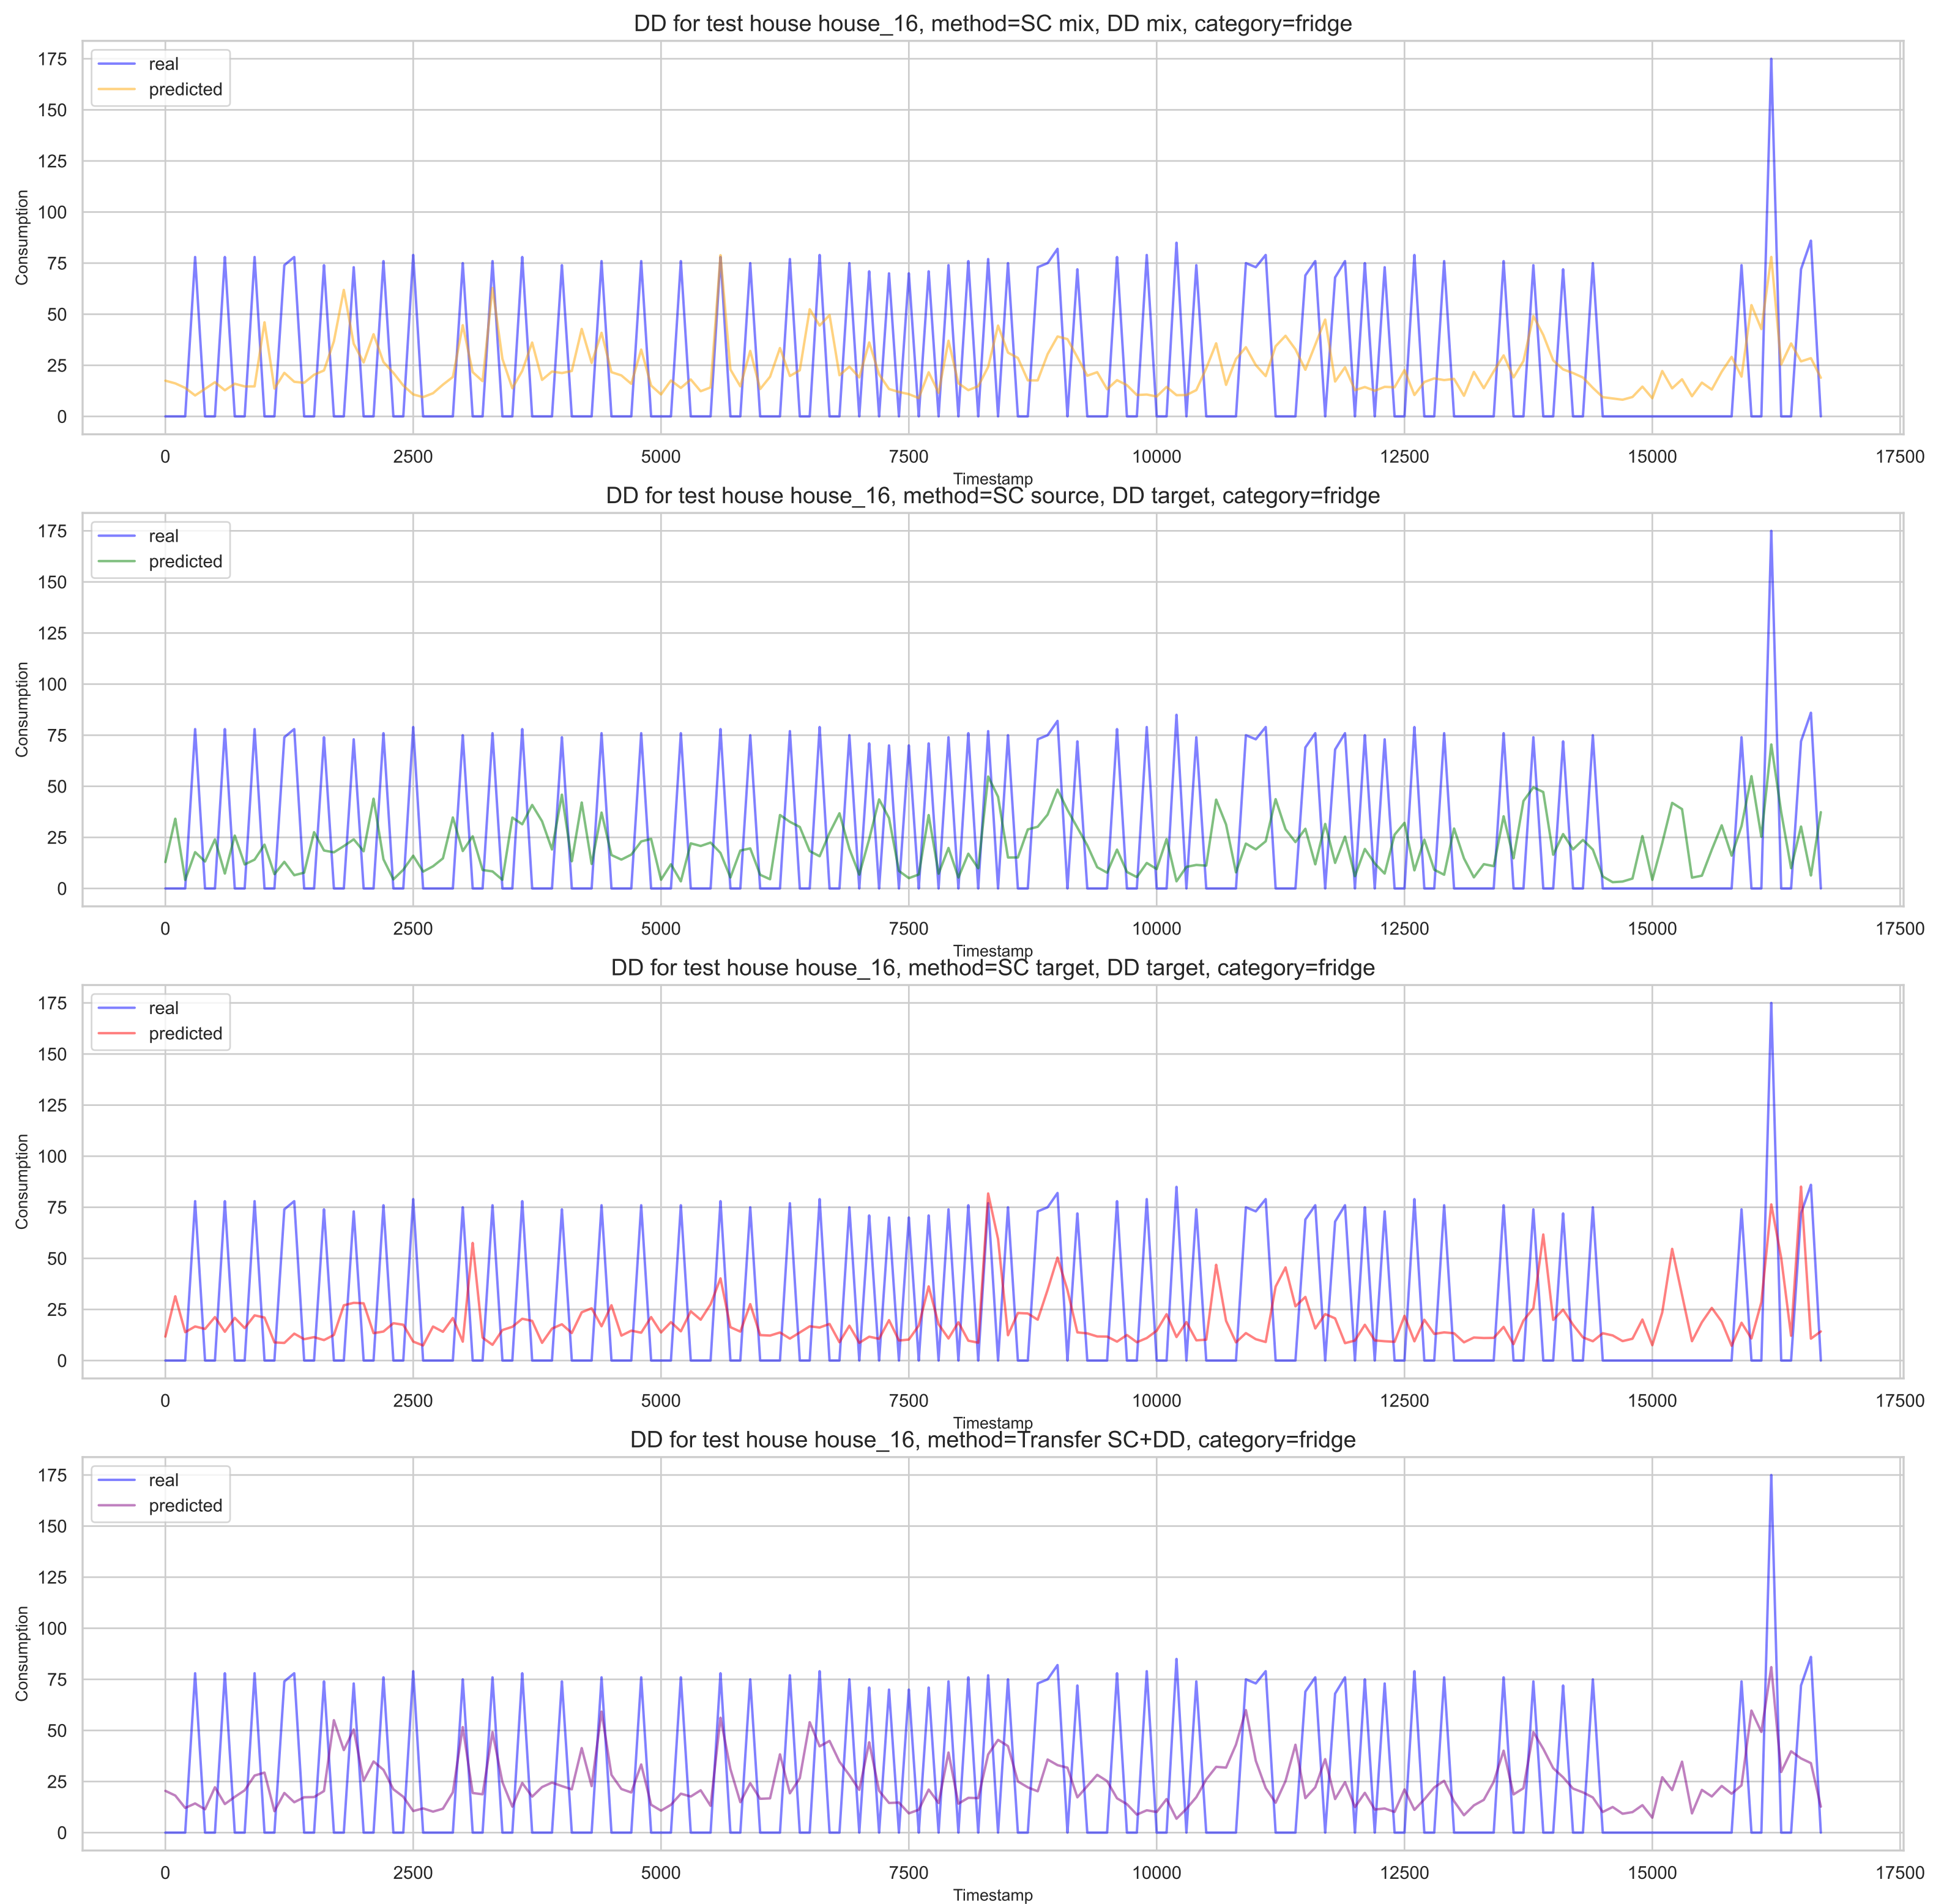 DD for test house house_16, method=SC mix, DD mix, category=fridge
real
predicted
Consumption
175
150
125
100
75
50
25
0
0 2500 5000 7500 10000 12500 15000 17500
Timestamp
DD for test house house_16, method=SC source, DD target, category=fridge
real
predicted
Consumption
175
150
125
100
75
50
25
0
0 2500 5000 7500 10000 12500 15000 17500
Timestamp
DD for test house house_16, method=SC target, DD target, category=fridge
real
predicted
Consumption
175
150
125
100
75
50
25
0
0 2500 5000 7500 10000 12500 15000 17500
Timestamp
DD for test house house_16, method=Transfer SC+DD, category=fridge
real
predicted
Consumption
175
150
125
100
75
50
25
0
0 2500 5000 7500 10000 12500 15000 17500
Timestamp